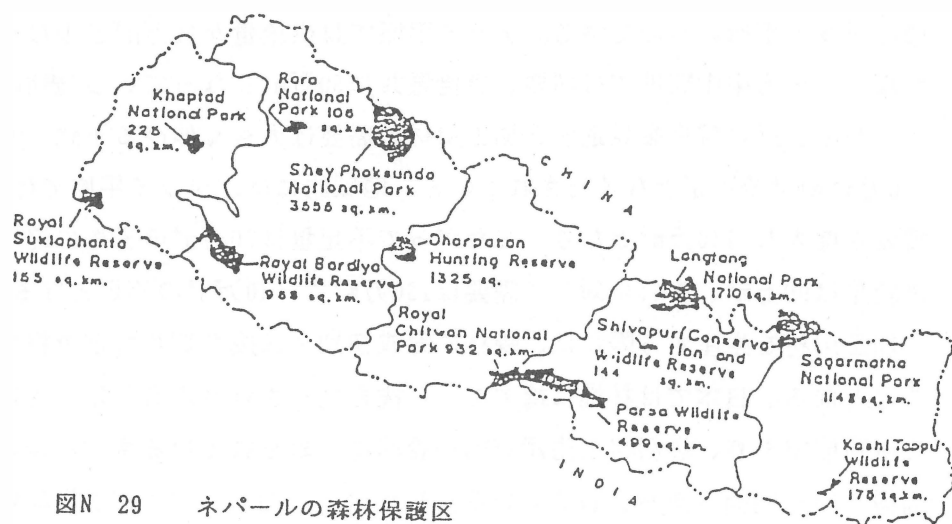 Khaptad
National Park
225
sq.km.
Rara
National
Park 106
sq.km.
Shey Phoksundo
National Park
3555 sq.km.
CHINA
Royal
Suklaphanta
Wildlife Reserve
155 sq.km.
Royal Bardiya
Wildlife Reserve
968 sq.km.
Dharpatan
Hunting Reserve
1325 sq.
Langtang
National Park
1710 sq.km.
Royal
Chitwan National
Park 932 sq.km.
Shivapuri Conserva
tion and
Wildlife Reserve
144 sq.km.
Sagarmatha
National Park
1148 sq.km.
Parsa Wildlife
Reserve
499 sq.km.
Koshi Tappu
Wildlife
Reserve
175 sq.km.
INDIA
図N 29 ネパールの森林保護区